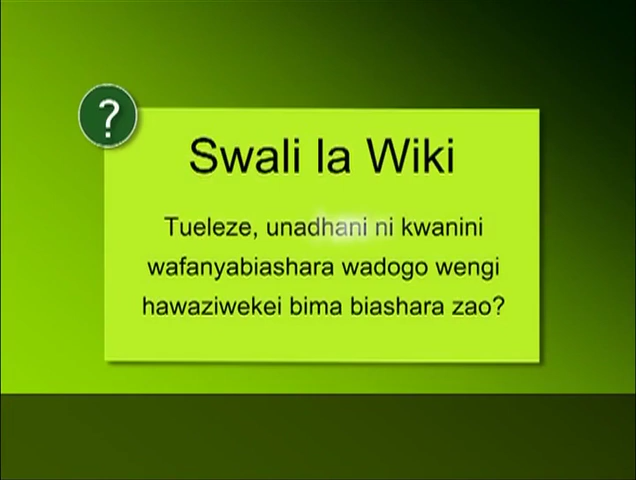 ?
Swali la Wiki
Tueleze, unadhani ni kwanini
wafanyabiashara wadogo wengi
hawaziwekei bima biashara zao?